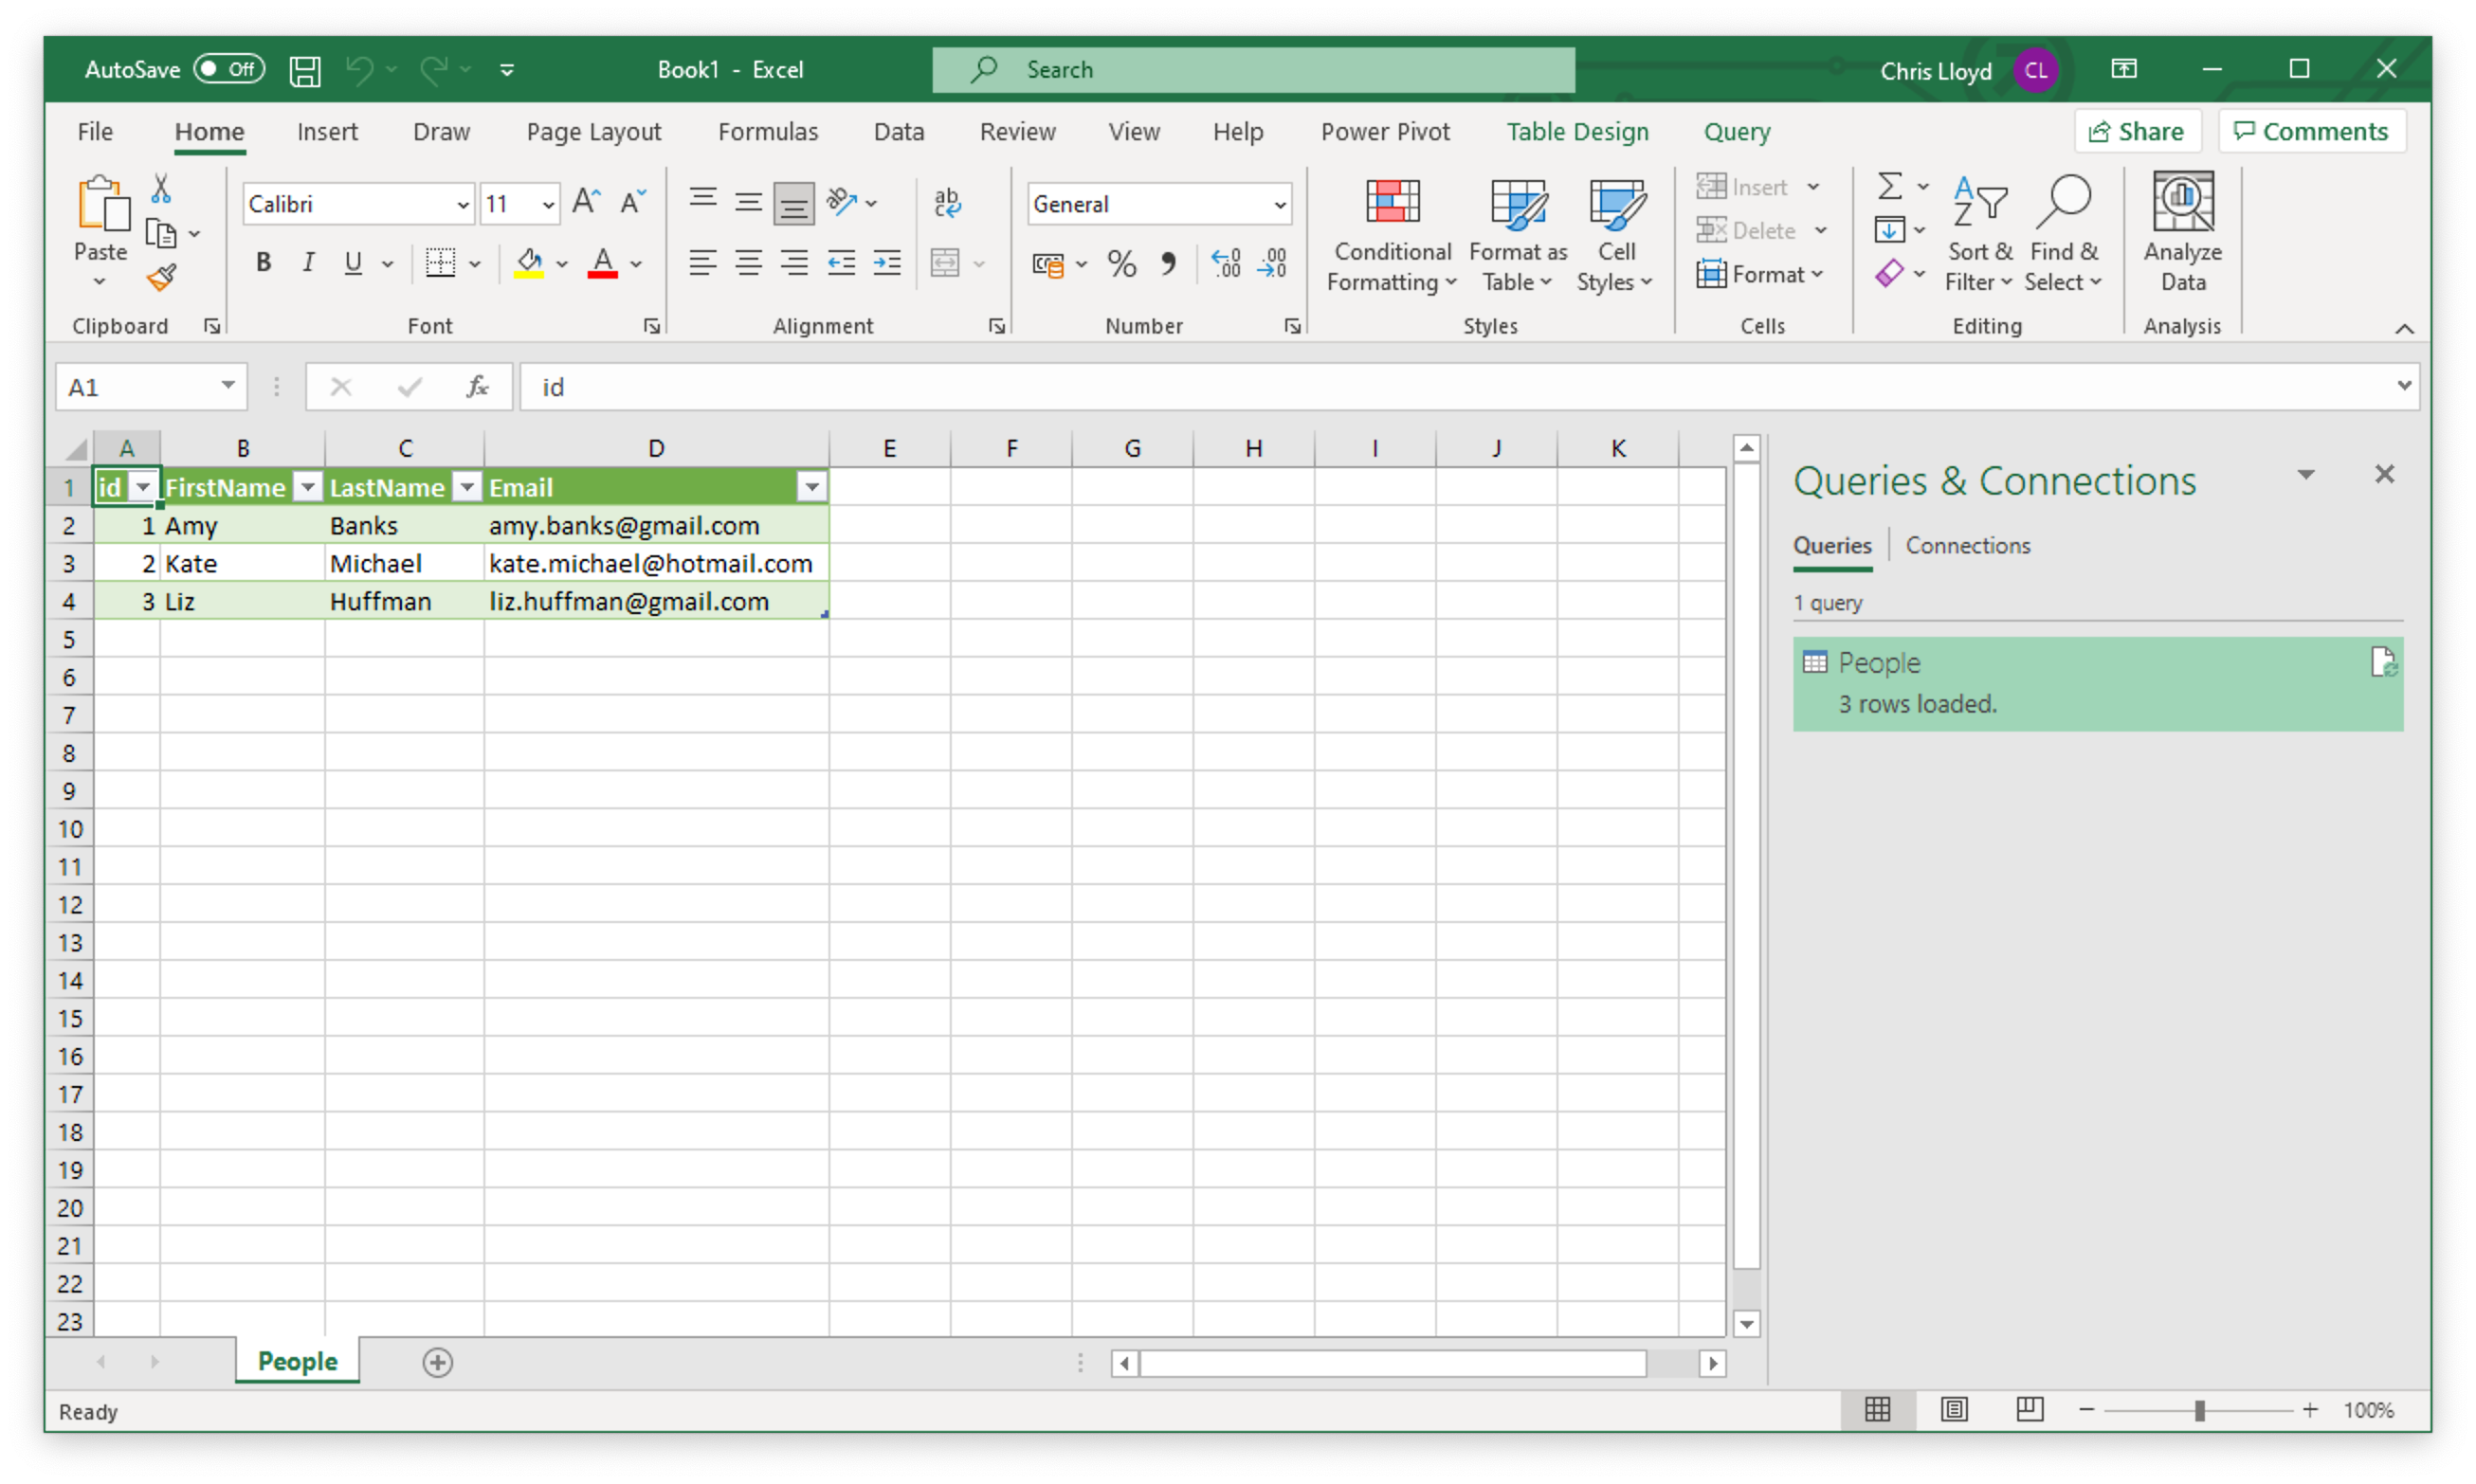 AutoSave Off Book1 - Excel Search Chris Lloyd CL
File Home Insert Draw Page Layout Formulas Data Review View Help Power Pivot Table Design Query Share Comments
Paste
Clipboard
Calibri 11
B I U A
Font
ab
c
Alignment
General
% 9 .00 .0
Number
Conditional Formatting
Format as Table
Cell Styles
Styles
Insert
Delete
Format
Cells
Sort & Filter
Find & Select
Editing
Analyze Data
Analysis
A1 fx id
A B C D E F G H I J K
1 id FirstName LastName Email
2 1 Amy Banks amy.banks@gmail.com
3 2 Kate Michael kate.michael@hotmail.com
4 3 Liz Huffman liz.huffman@gmail.com
5
6
7
8
9
10
11
12
13
14
15
16
17
18
19
20
21
22
23
Queries & Connections
Queries Connections
1 query
People
3 rows loaded.
People
Ready 100%